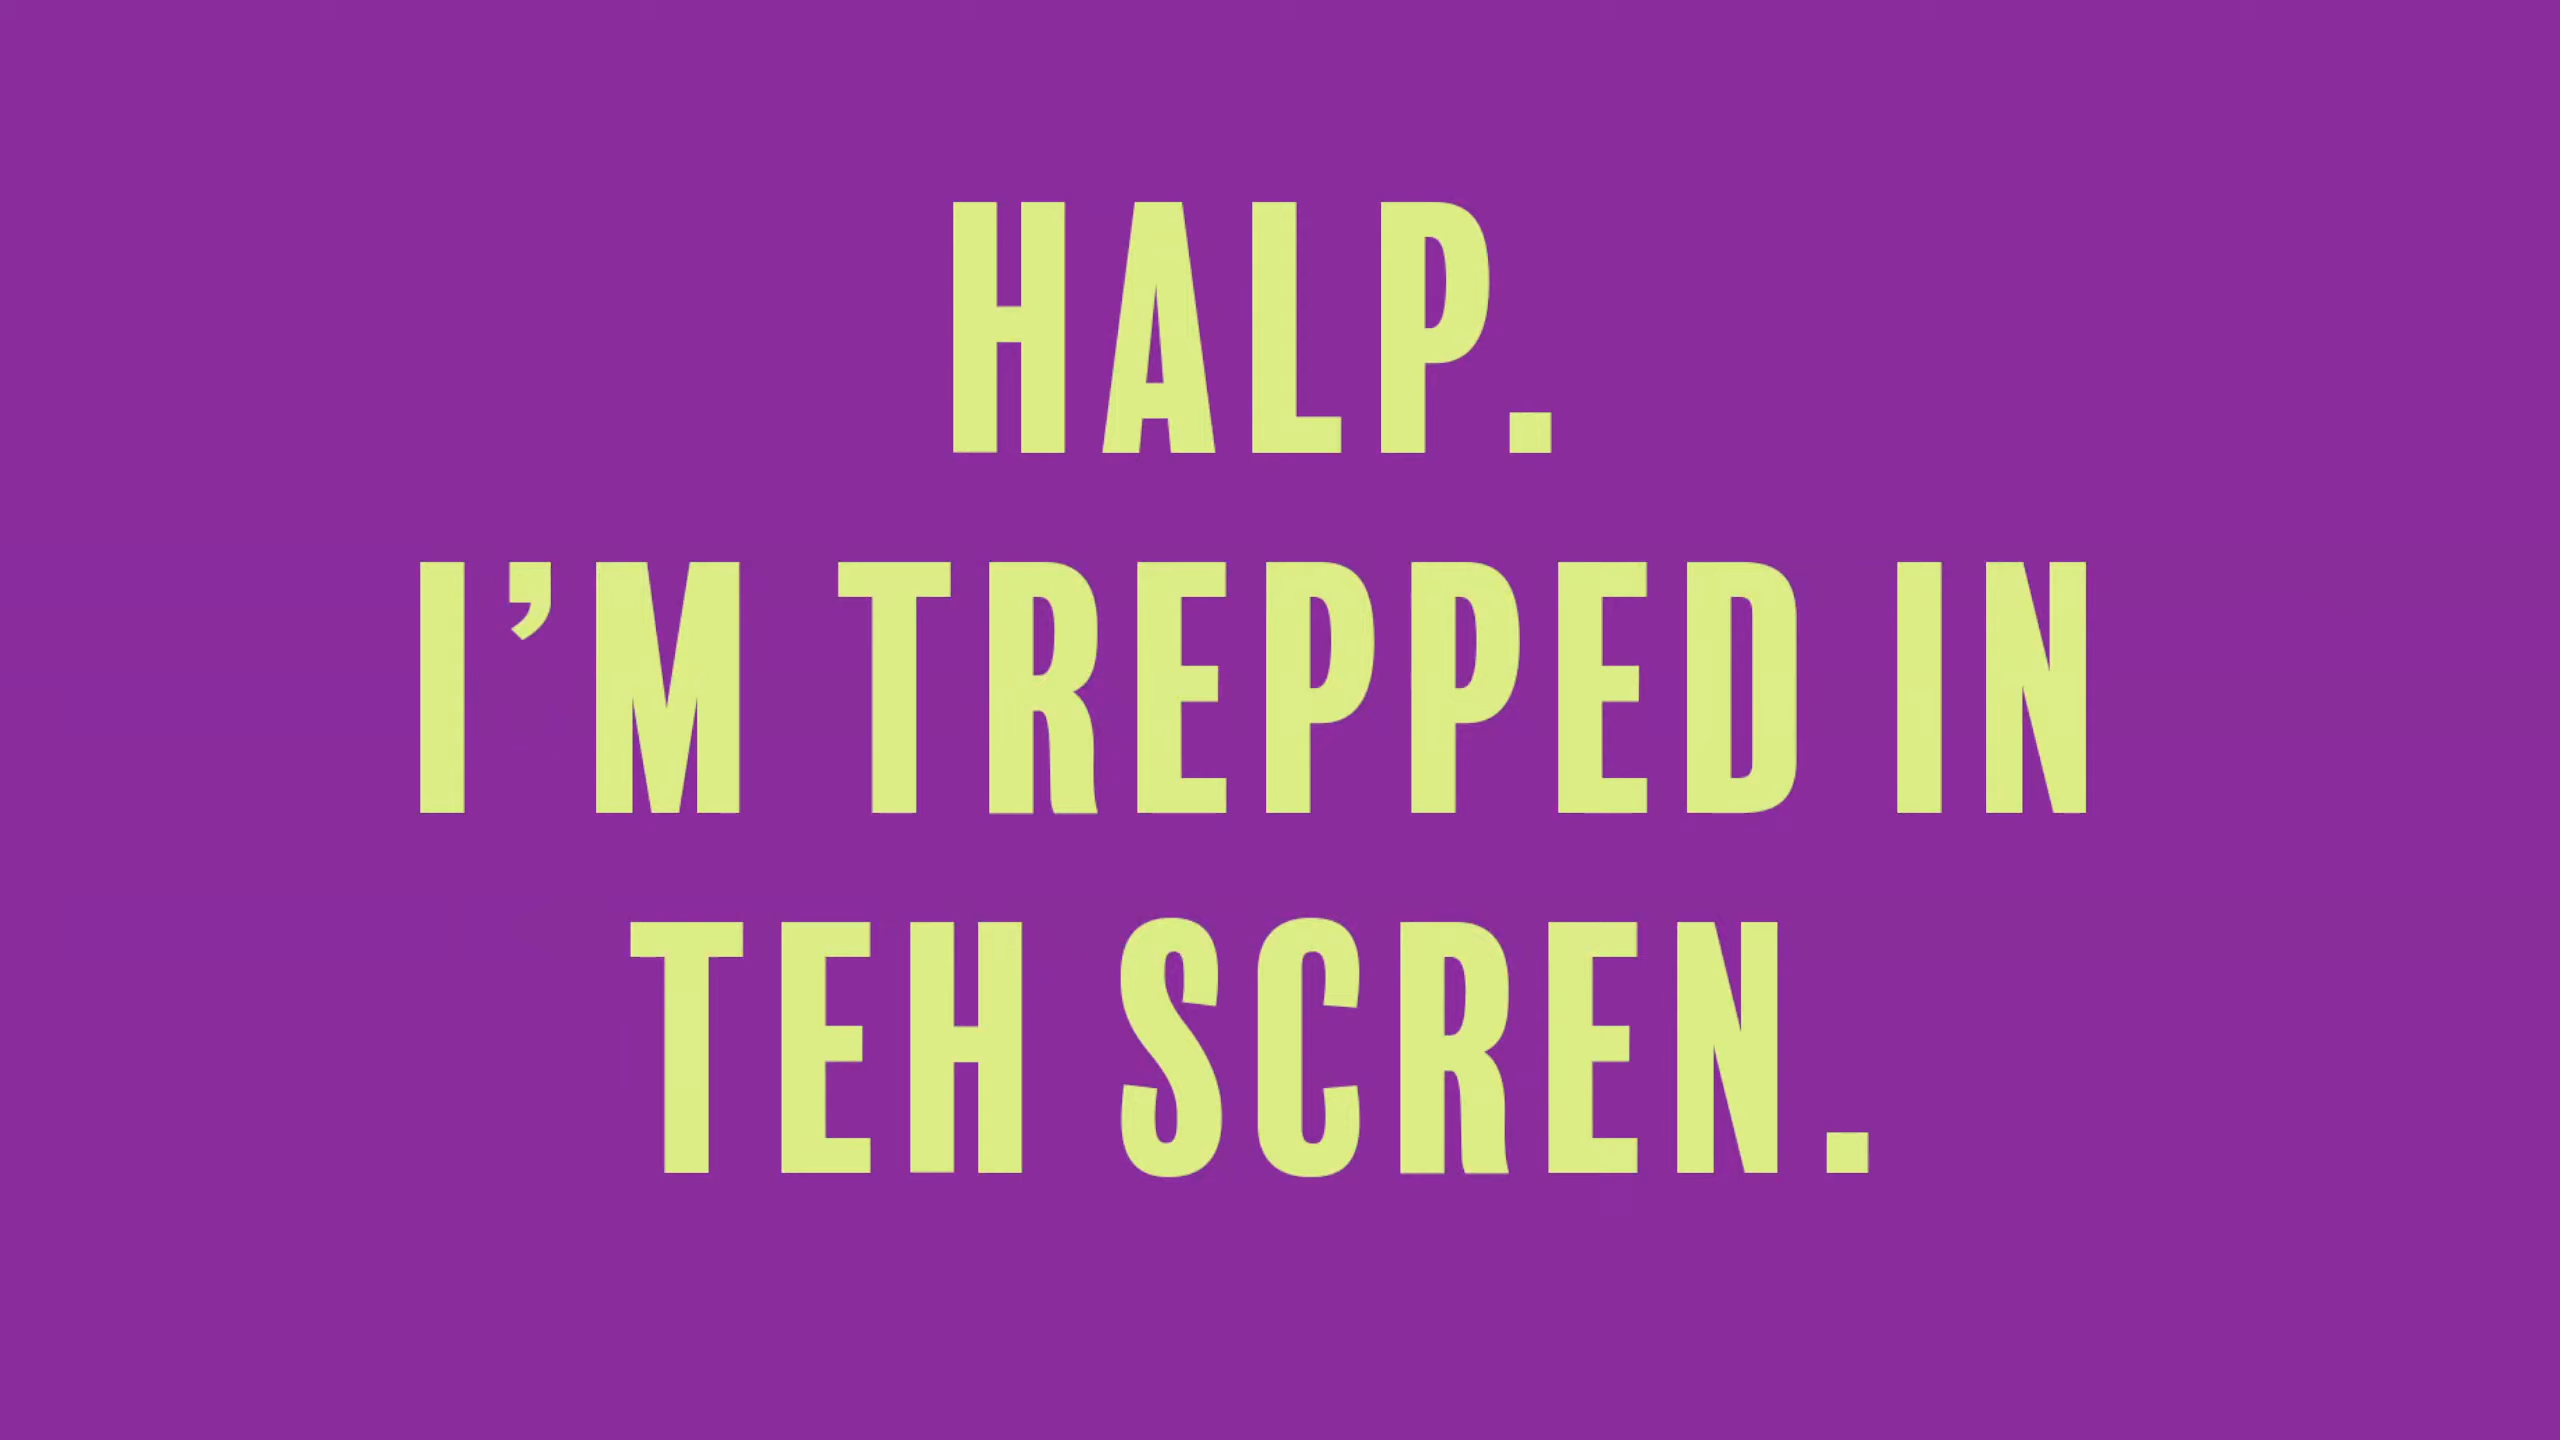 HALP.
I’M TREPPED IN
TEH SCREN.